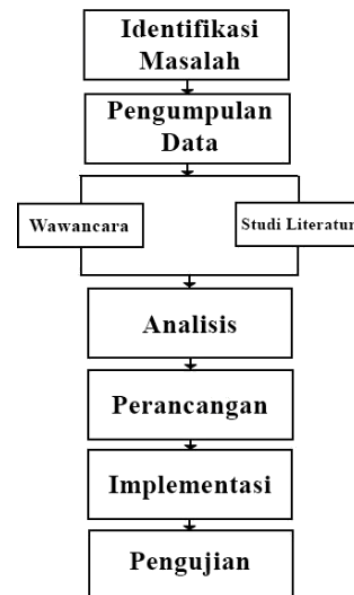 Identifikasi
Masalah
Pengumpulan
Data
Wawancara
Studi Literatur
Analisis
Perancangan
Implementasi
Pengujian